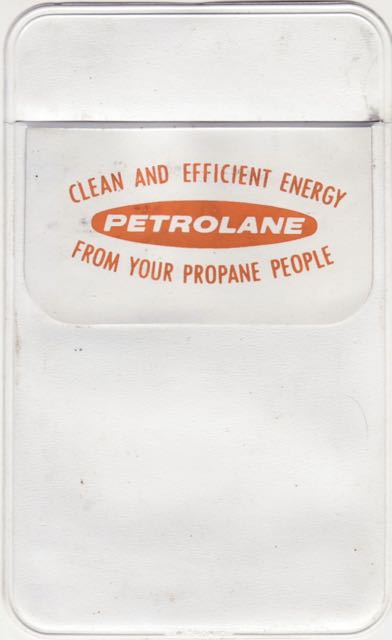 CLEAN AND EFFICIENT ENERGY
PETROLANE
FROM YOUR PROPANE PEOPLE